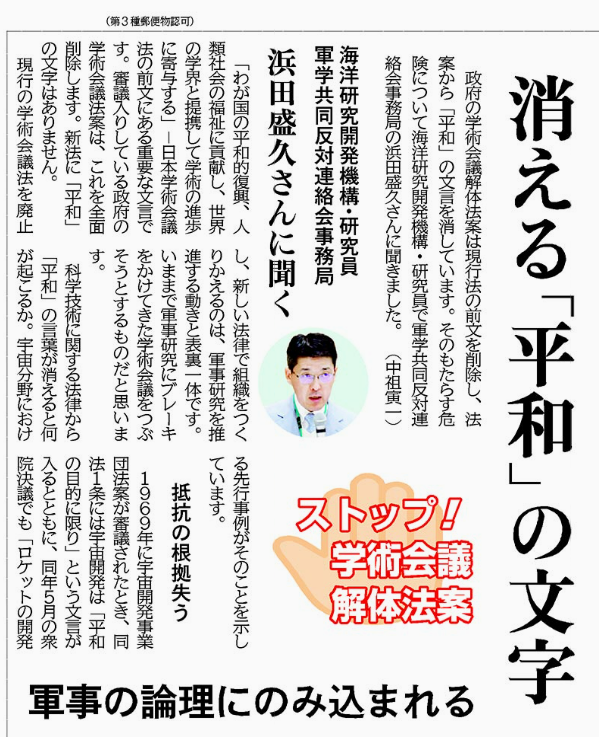 （第３種郵便物認可）
消える「平和」の文字
政府の学術会議解体法案は現行法の前文を削除し、法
案から「平和」の文言を消しています。そのもたらす危
険について海洋研究開発機構・研究員で軍学共同反対連
絡会事務局の浜田盛久さんに聞きました。（中祖寅一）
海洋研究開発機構・研究員
軍学共同反対連絡会事務局
浜田盛久さんに聞く
「わが国の平和的復興、人
類社会の福祉に貢献し、世界
の学界と提携して学術の進歩
に寄与する」―日本学術会議
法の前文にある重要な文言で
す。審議入りしている政府の
学術会議法案は、これを全面
削除します。新法に「平和」
の文字はありません。
現行の学術会議法を廃止
し、新しい法律で組織をつく
りかえるのは、軍事研究を推
進する動きと表裏一体です。
いままで軍事研究にブレーキ
をかけてきた学術会議をつぶ
そうとするものだと思いま
す。
科学技術に関する法律から
「平和」の言葉が消えると何
が起こるか。宇宙分野におけ
る先行事例がそのことを示し
ています。
抵抗の根拠失う
１９６９年に宇宙開発事業
団法案が審議されたとき、同
法１条には宇宙開発は「平和
の目的に限り」という文言が
入るとともに、同年５月の衆
院決議でも「ロケットの開発
ストップ！
学術会議
解体法案
軍事の論理にのみ込まれる